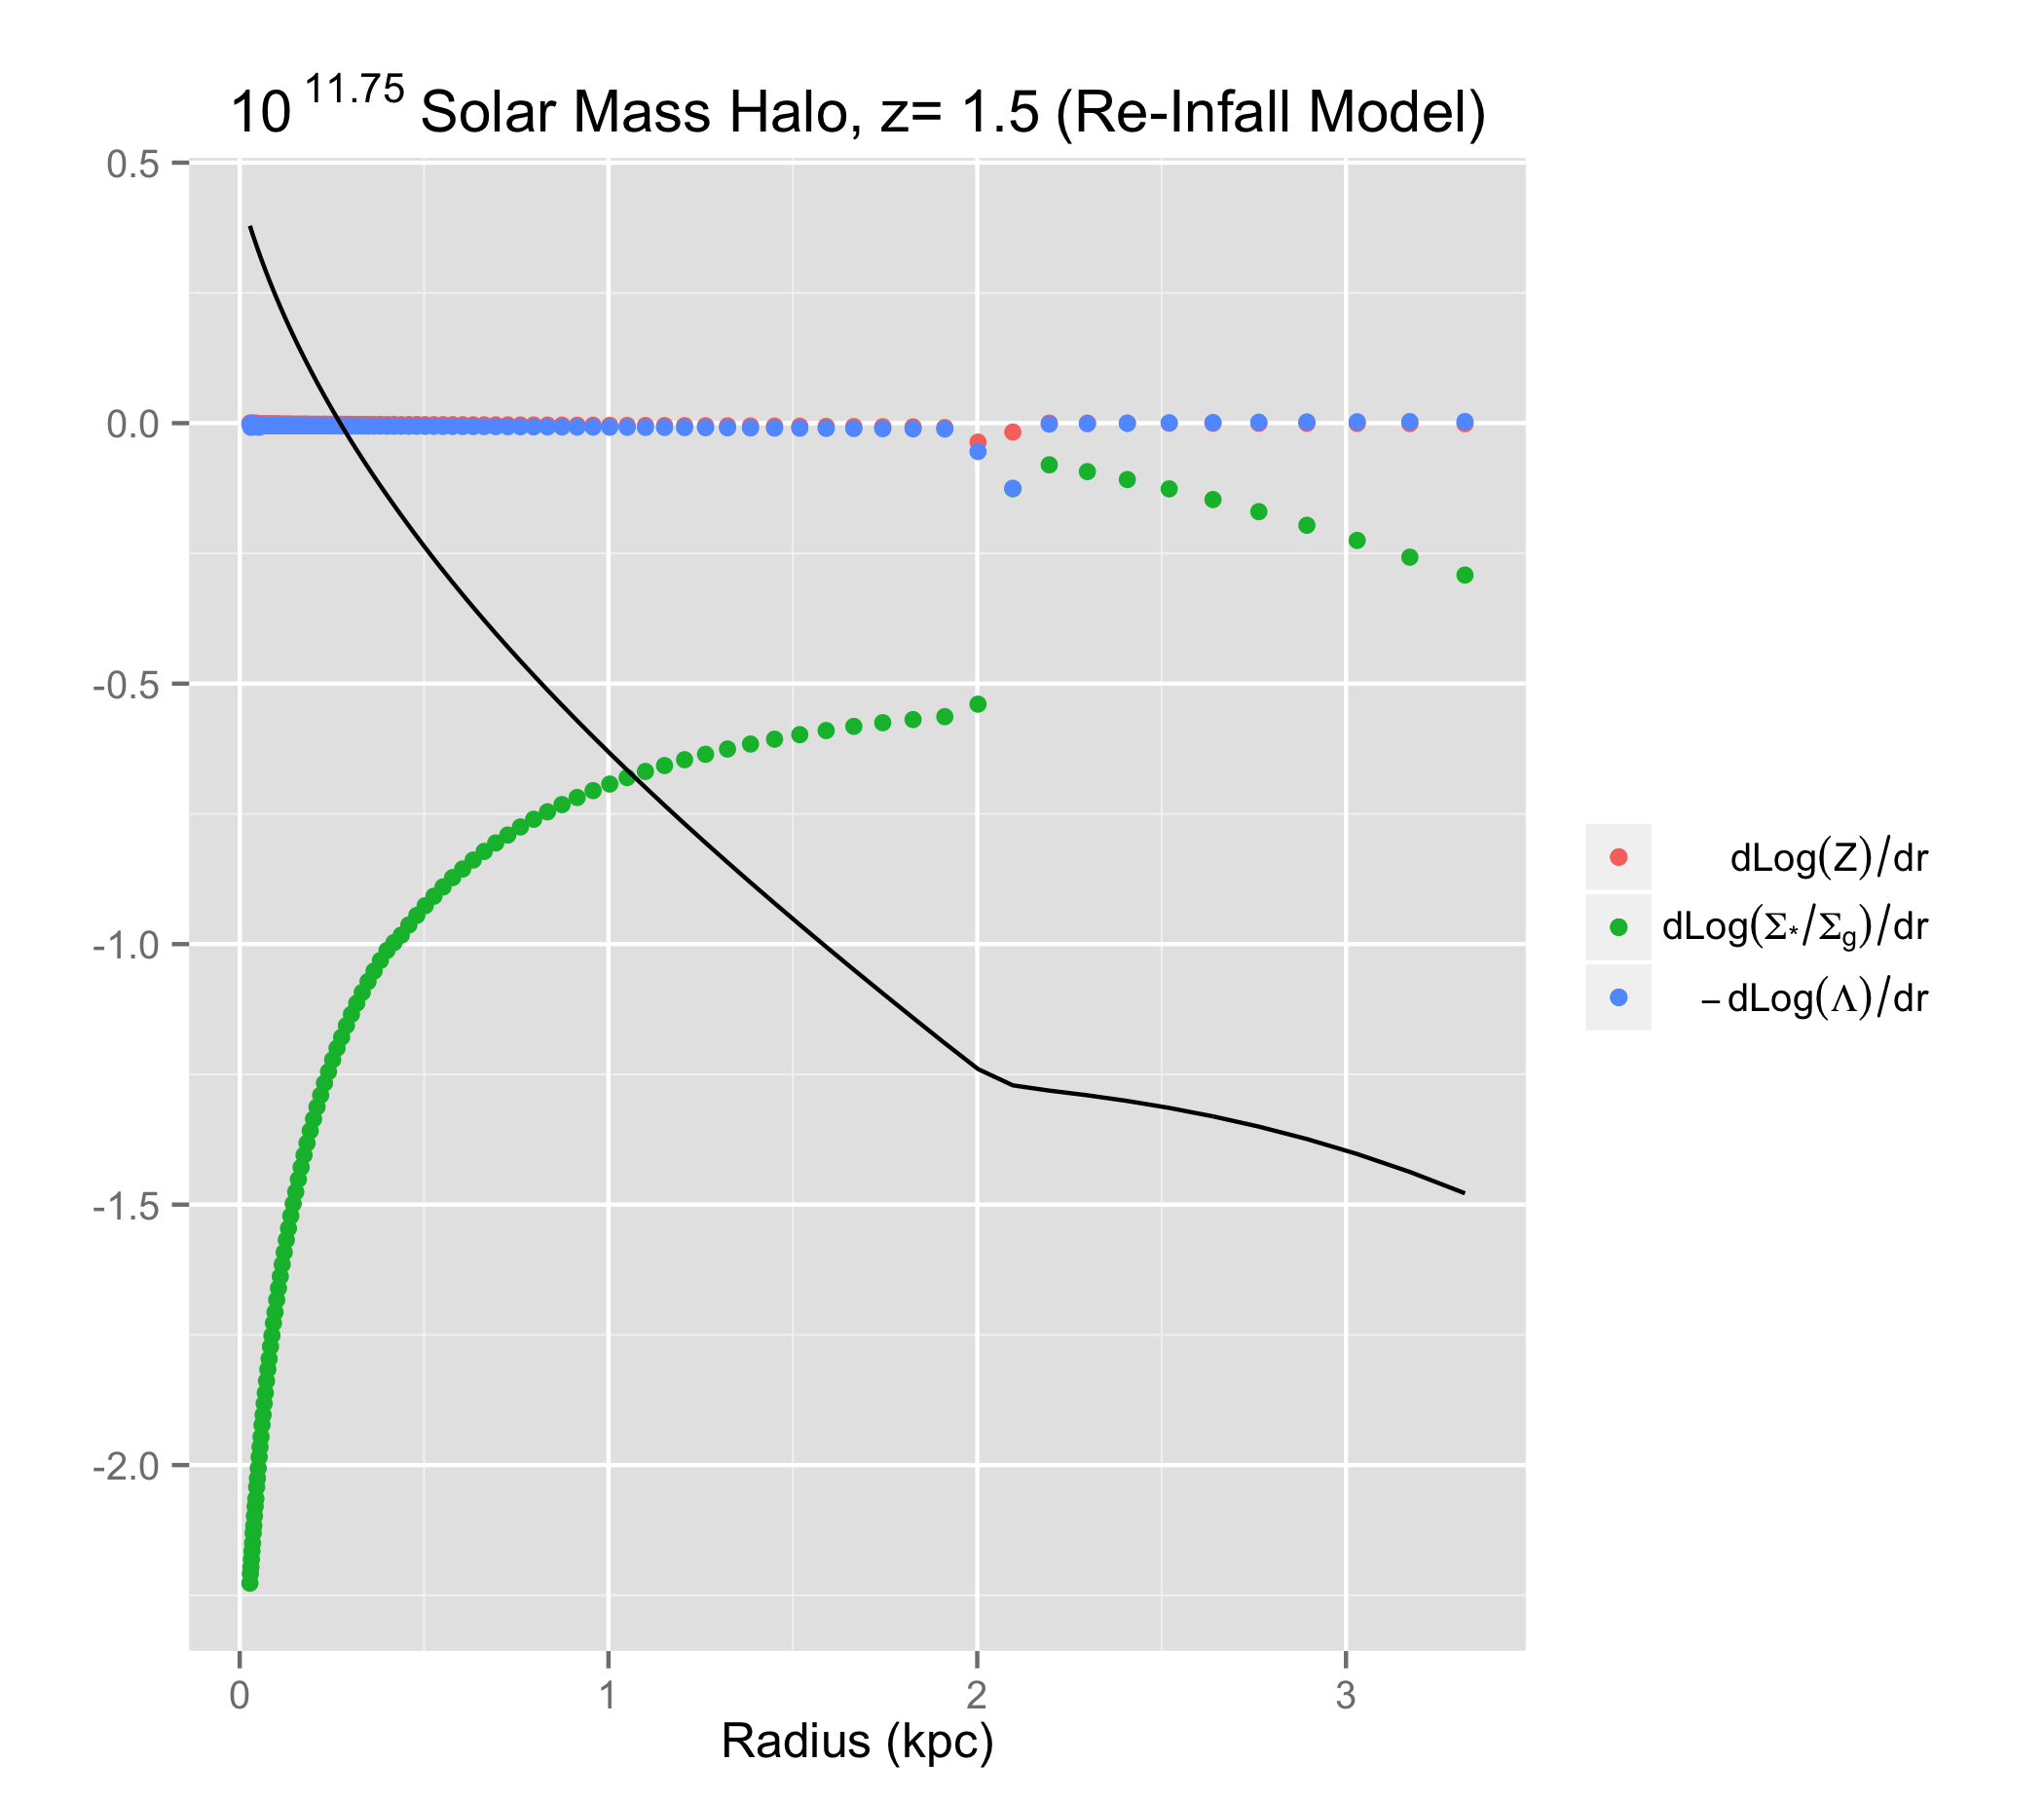 10^11.75 Solar Mass Halo, z= 1.5 (Re-Infall Model)
0.5
0.0
-0.5
-1.0
-1.5
-2.0
0 1 2 3
Radius (kpc)
dLog(Z)/dr
dLog(Σ*/Σg)/dr
− dLog(Λ)/dr